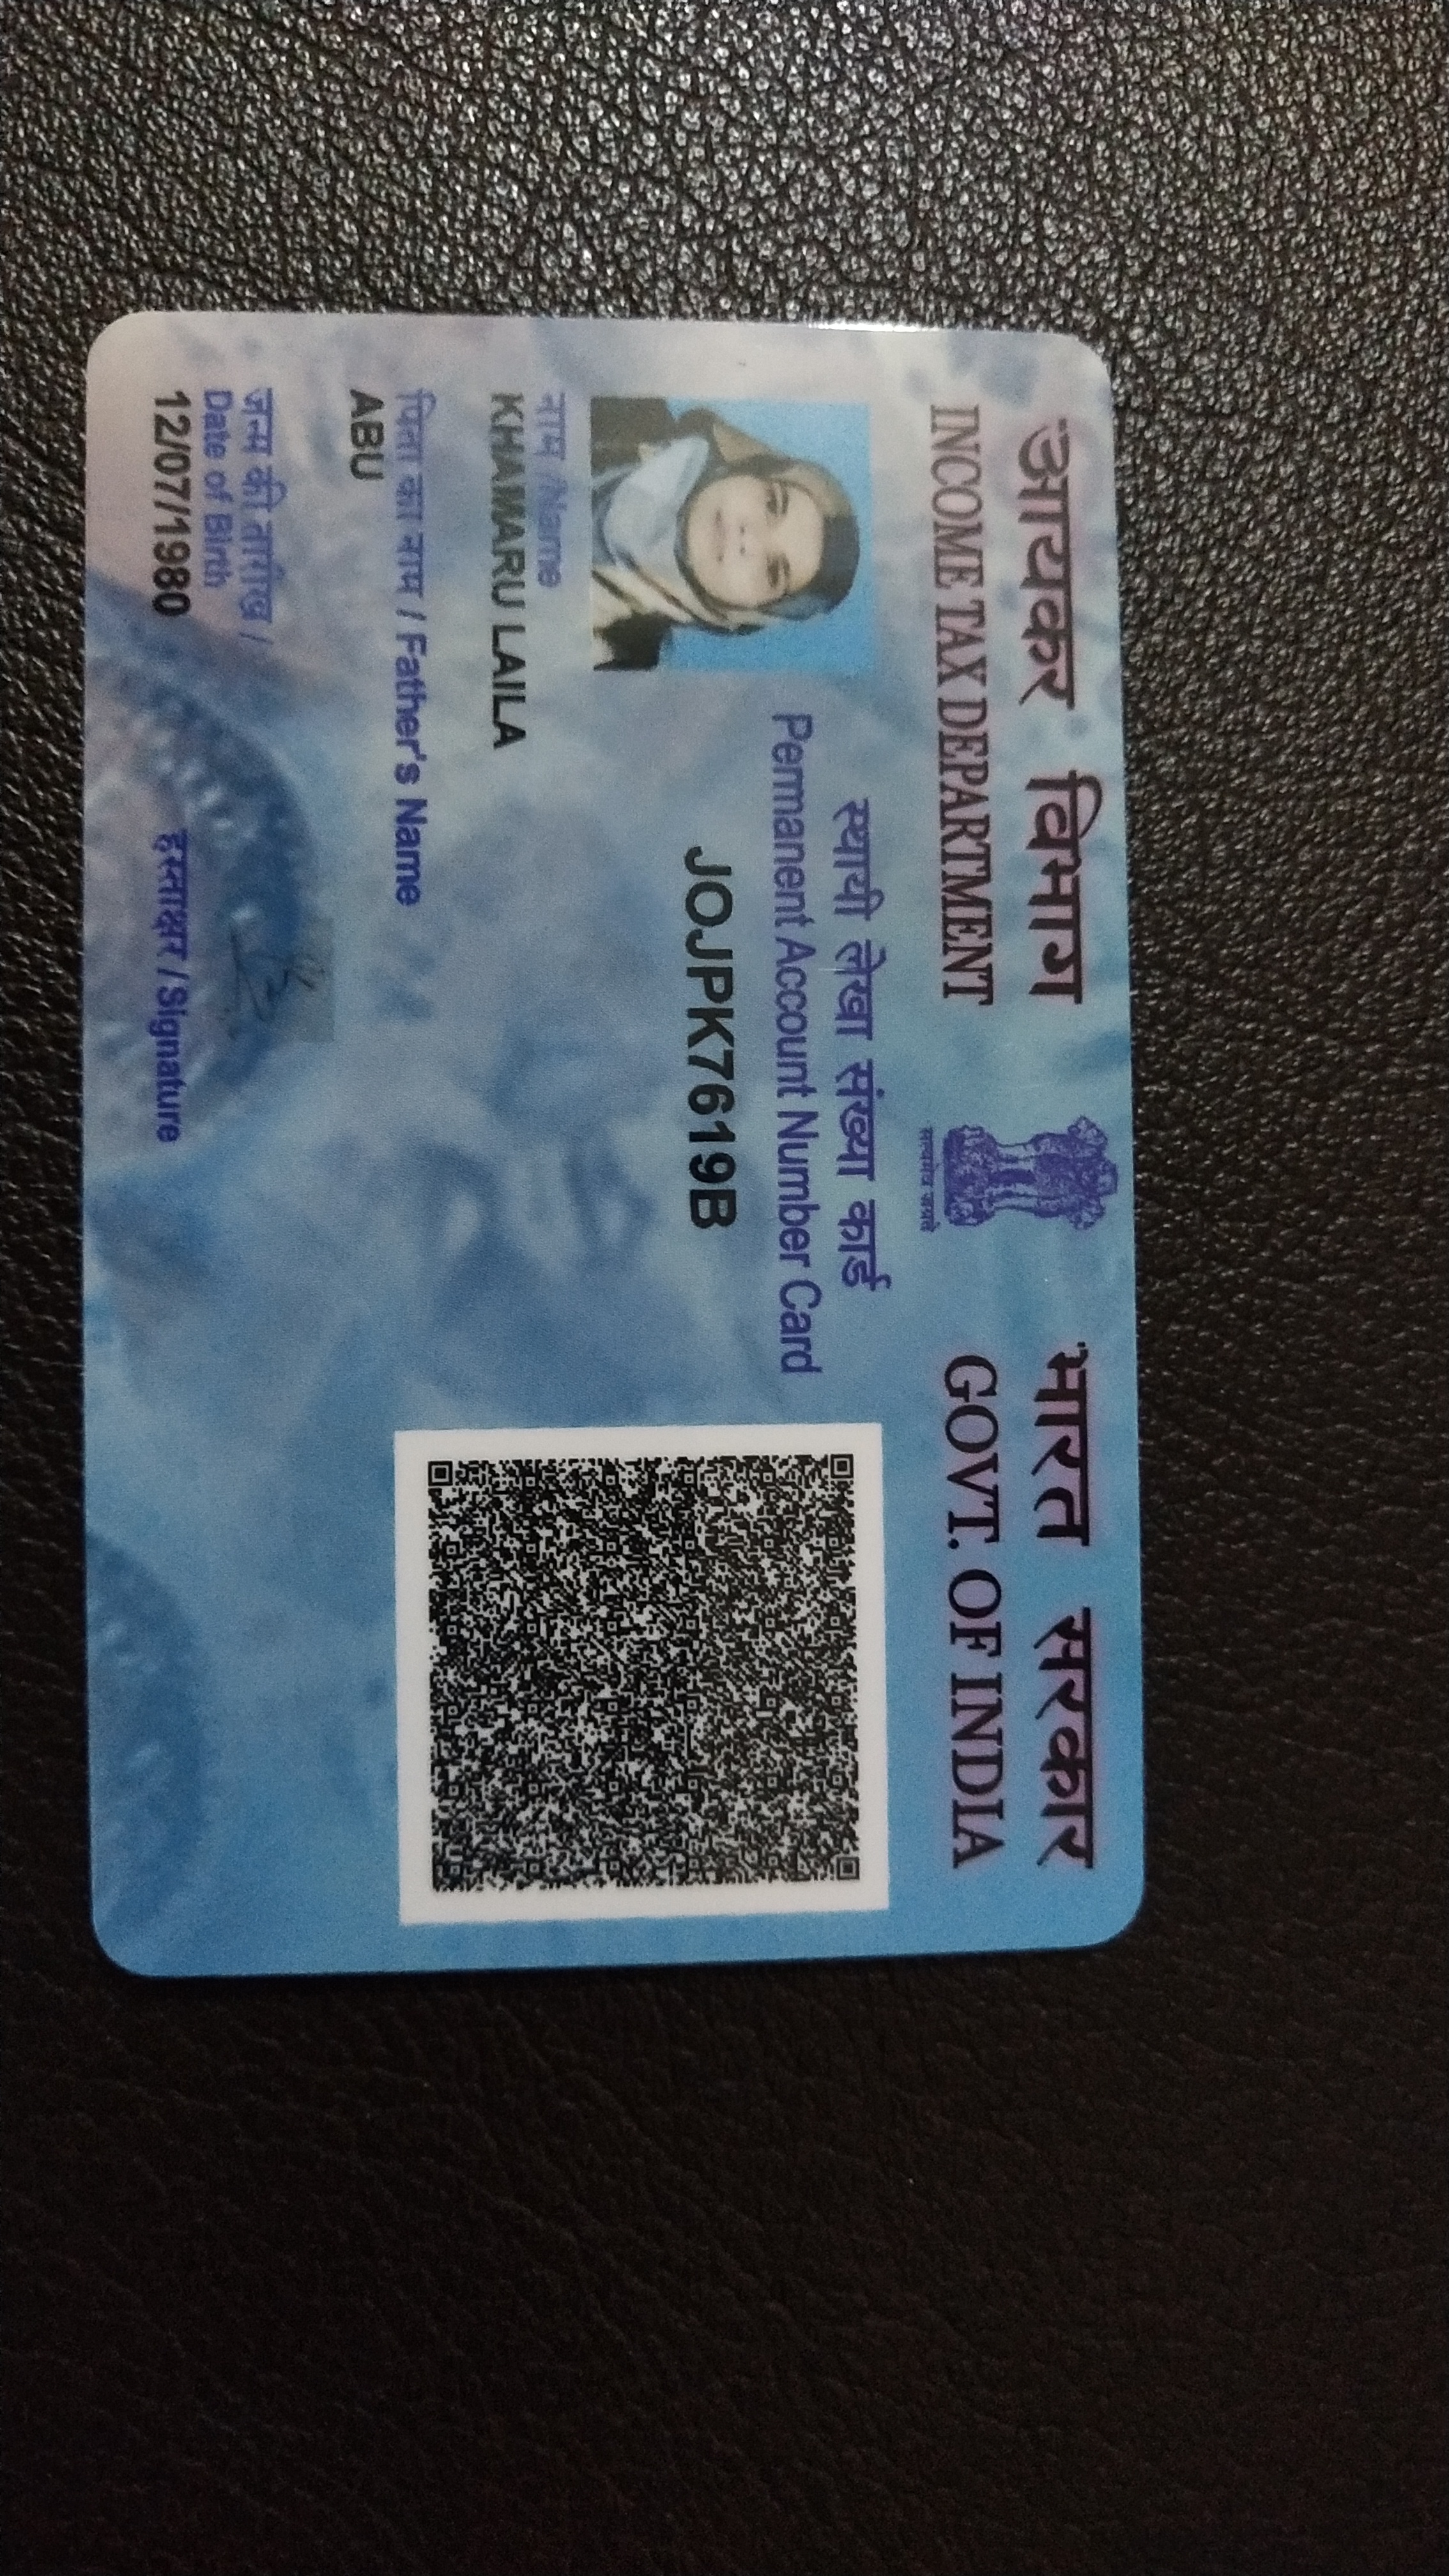 आयकर विभाग
INCOME TAX DEPARTMENT
सत्यमेव जयते
भारत सरकार
GOVT. OF INDIA
स्थायी लेखा संख्या कार्ड
Permanent Account Number Card
JOJPK7619B
नाम /Name
KHAWARU LAILA
पिता का नाम / Father's Name
ABU
जन्म की तारीख /
Date of Birth
12/07/1980
हस्ताक्षर / Signature